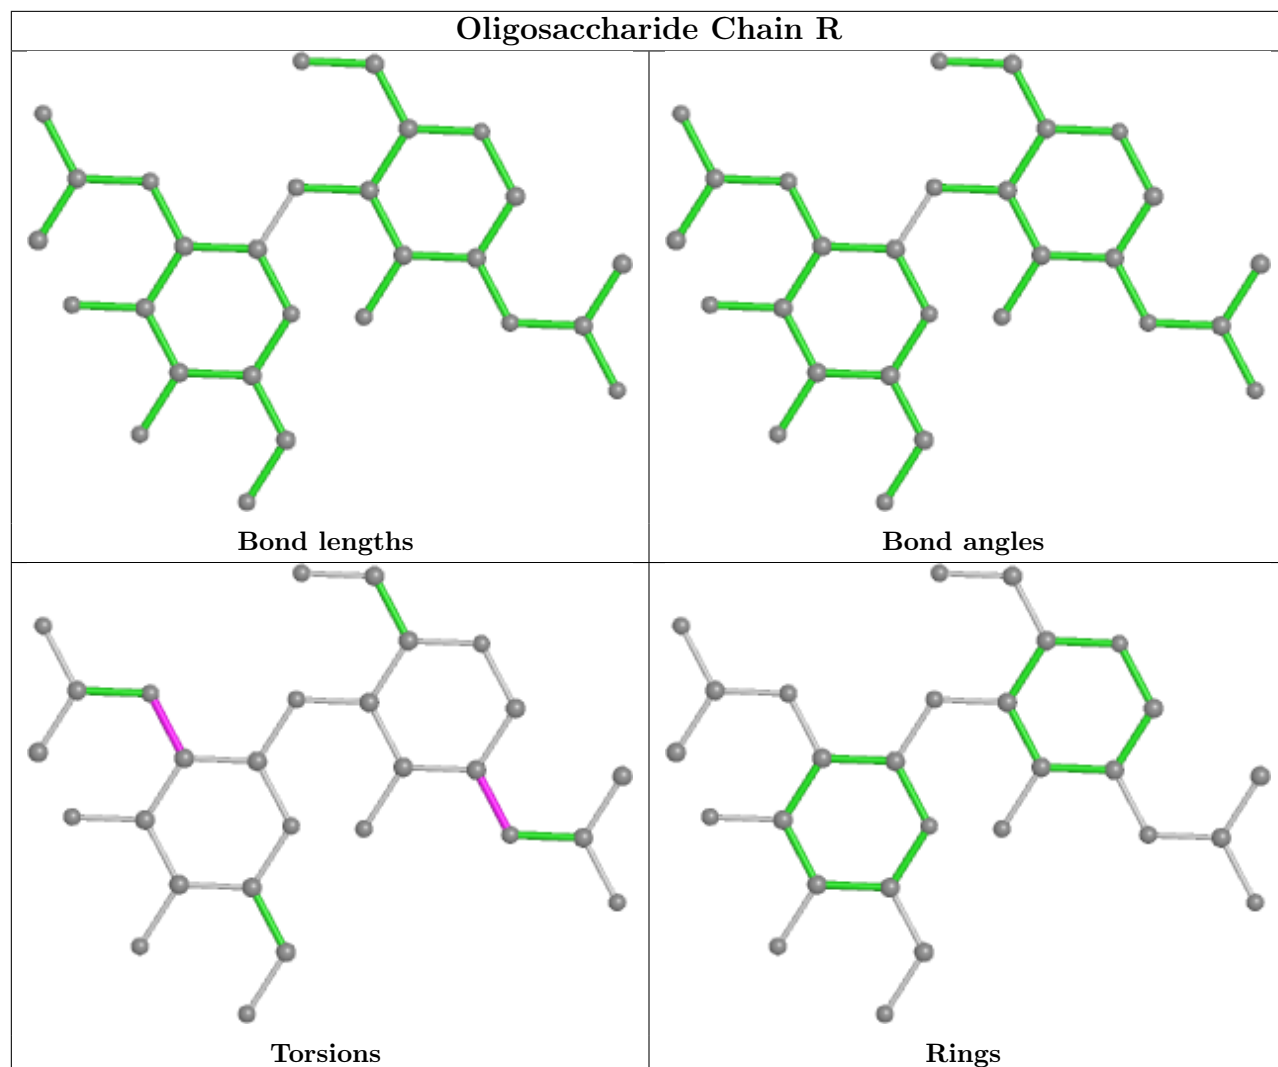 Oligosaccharide Chain R
Bond lengths
Bond angles
Torsions
Rings